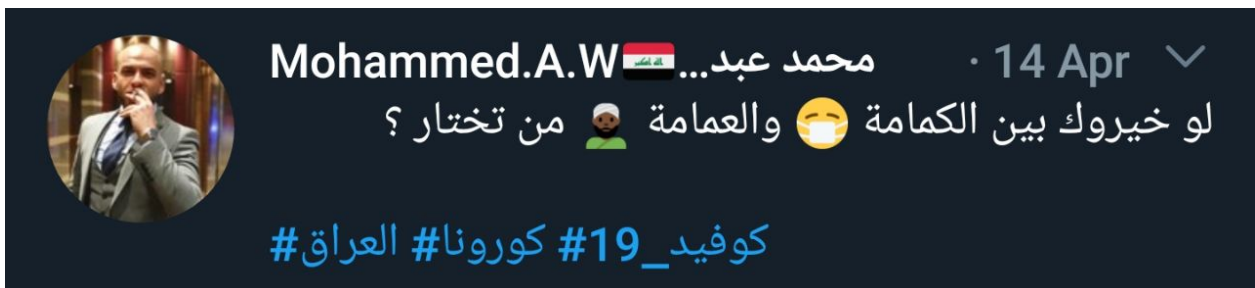 Mohammed.A.W🇮🇶محمد عبد... · 14 Apr
لو خيروك بين الكمامة 😷 والعمامة 👳🏿 من تختار ؟
#كوفيد_19 #كورونا #العراق